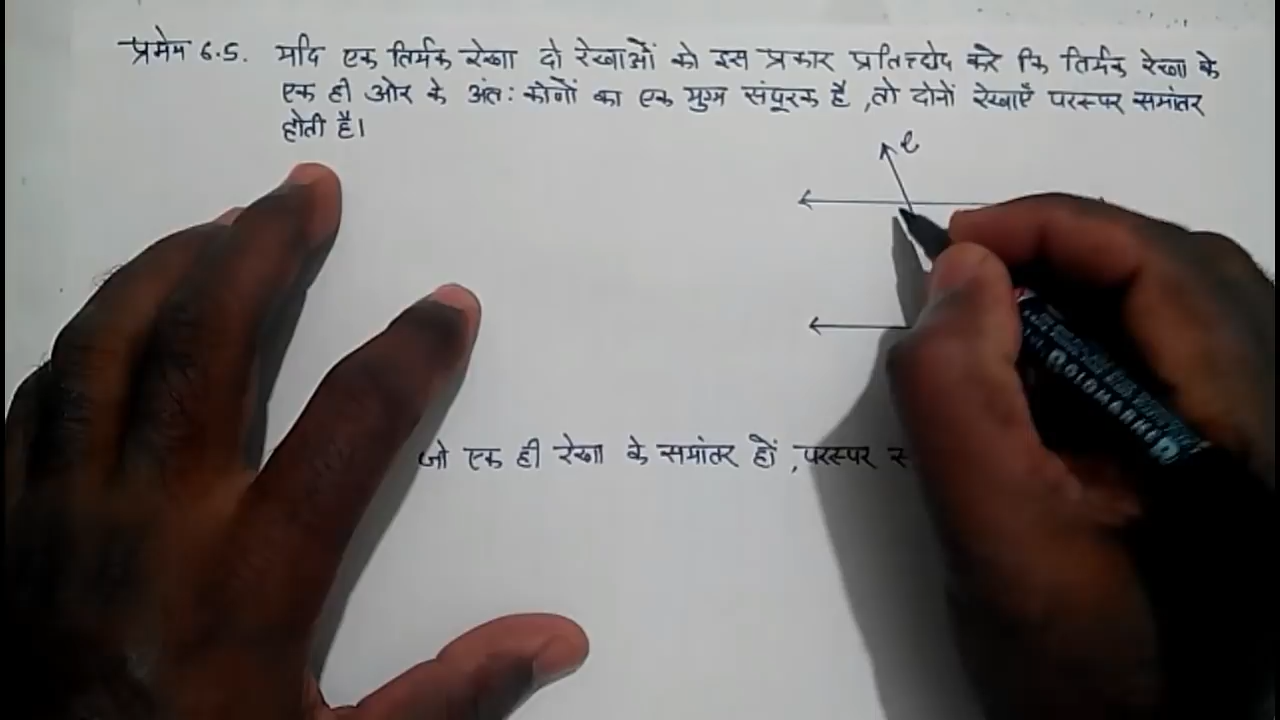 प्रमेय 6.5. यदि एक तिर्यक रेखा दो रेखाओं को इस प्रकार प्रतिच्छेद करे कि तिर्यक रेखा के
एक ही ओर के अंतः कोणों का एक युग्म संपूरक है, तो दोनों रेखाएँ परस्पर समांतर
होती है।
l
जो एक ही रेखा के समांतर हों, परस्पर स